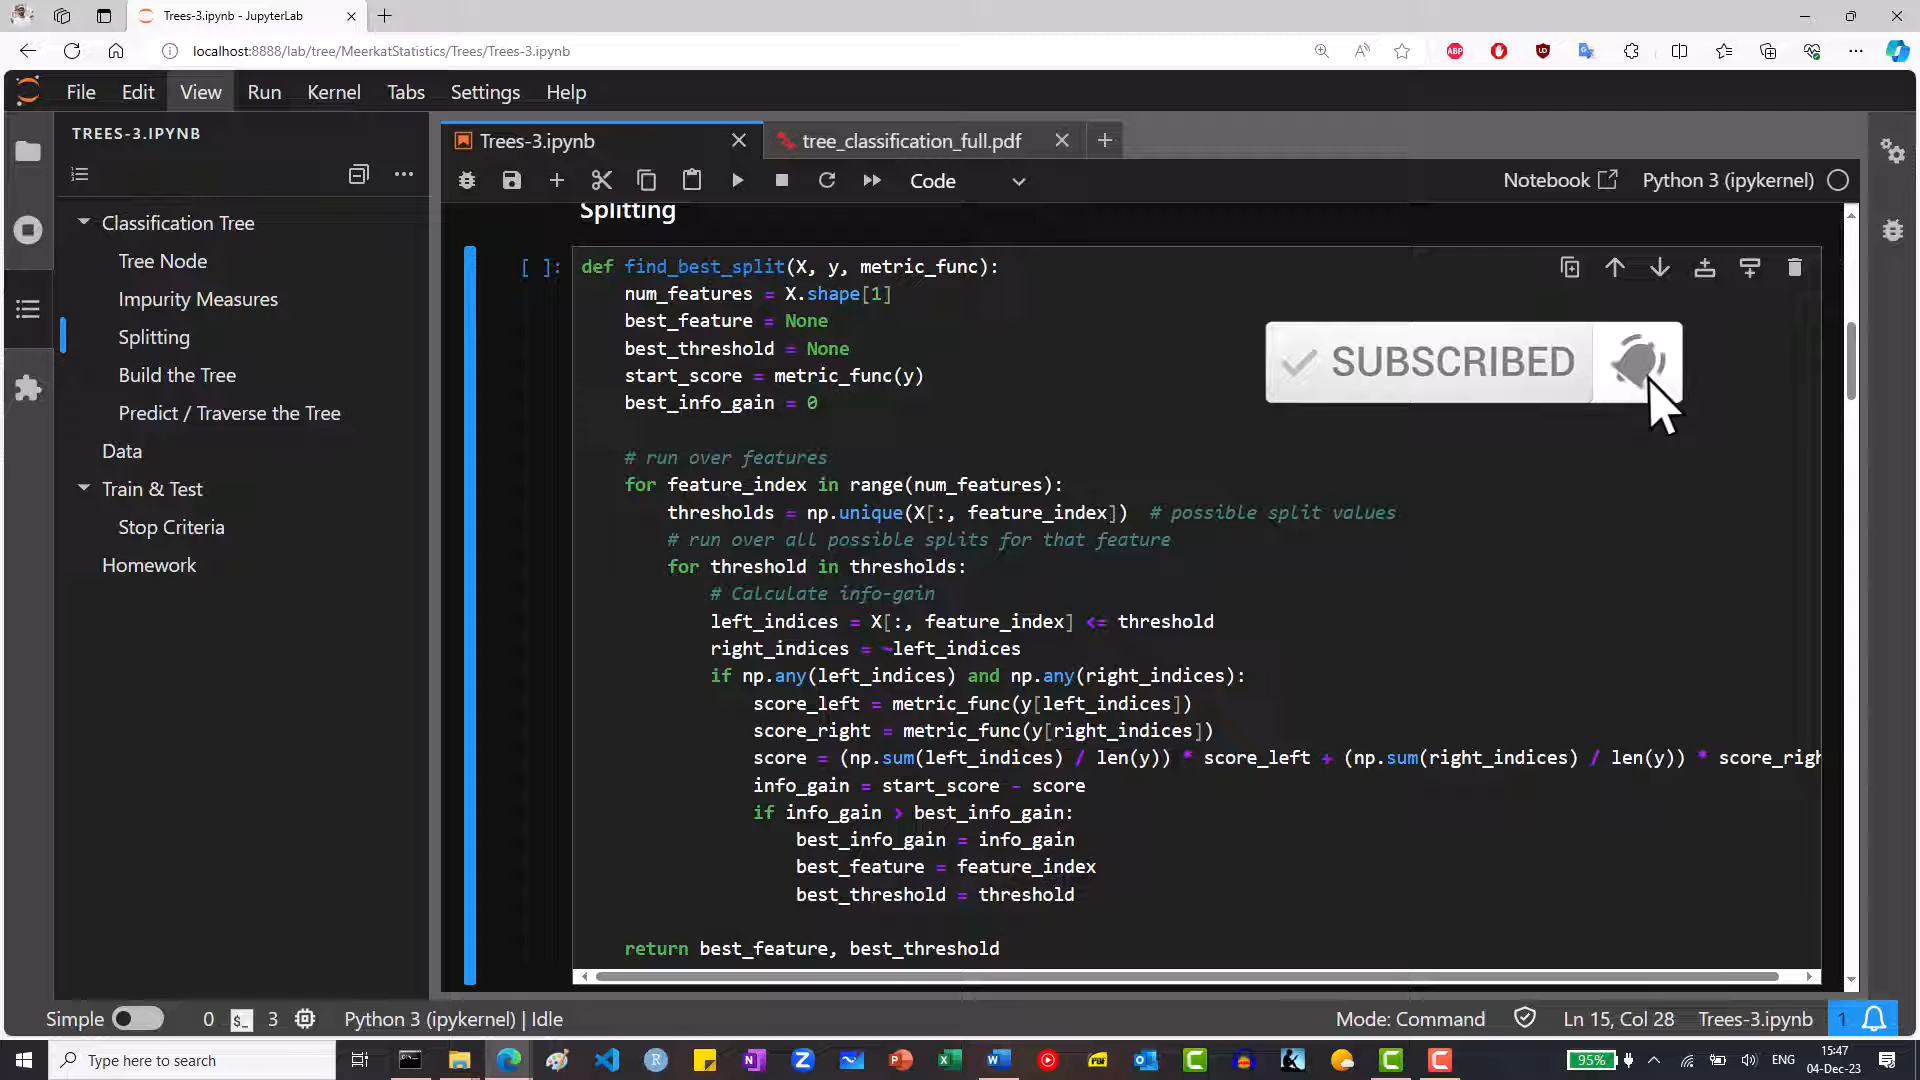 Trees-3.ipynb - JupyterLab
localhost:8888/lab/tree/MeerkatStatistics/Trees/Trees-3.ipynb
File Edit View Run Kernel Tabs Settings Help
TREES-3.IPYNB
Classification Tree
Tree Node
Impurity Measures
Splitting
Build the Tree
Predict / Traverse the Tree
Data
Train & Test
Stop Criteria
Homework
Trees-3.ipynb
tree_classification_full.pdf
Code
Notebook
Python 3 (ipykernel)
Splitting
[ ]:
def find_best_split(X, y, metric_func):
    num_features = X.shape[1]
    best_feature = None
    best_threshold = None
    start_score = metric_func(y)
    best_info_gain = 0
    # run over features
    for feature_index in range(num_features):
        thresholds = np.unique(X[:, feature_index])  # possible split values
        # run over all possible splits for that feature
        for threshold in thresholds:
            # Calculate info-gain
            left_indices = X[:, feature_index] <= threshold
            right_indices = ~left_indices
            if np.any(left_indices) and np.any(right_indices):
                score_left = metric_func(y[left_indices])
                score_right = metric_func(y[right_indices])
                score = (np.sum(left_indices) / len(y)) * score_left + (np.sum(right_indices) / len(y)) * score_righ
                info_gain = start_score - score
                if info_gain > best_info_gain:
                    best_info_gain = info_gain
                    best_feature = feature_index
                    best_threshold = threshold
    return best_feature, best_threshold
SUBSCRIBED
Simple 0 $_ 3 Python 3 (ipykernel) | Idle
Mode: Command Ln 15, Col 28 Trees-3.ipynb 1
Type here to search
95%
ENG
15:47
04-Dec-23